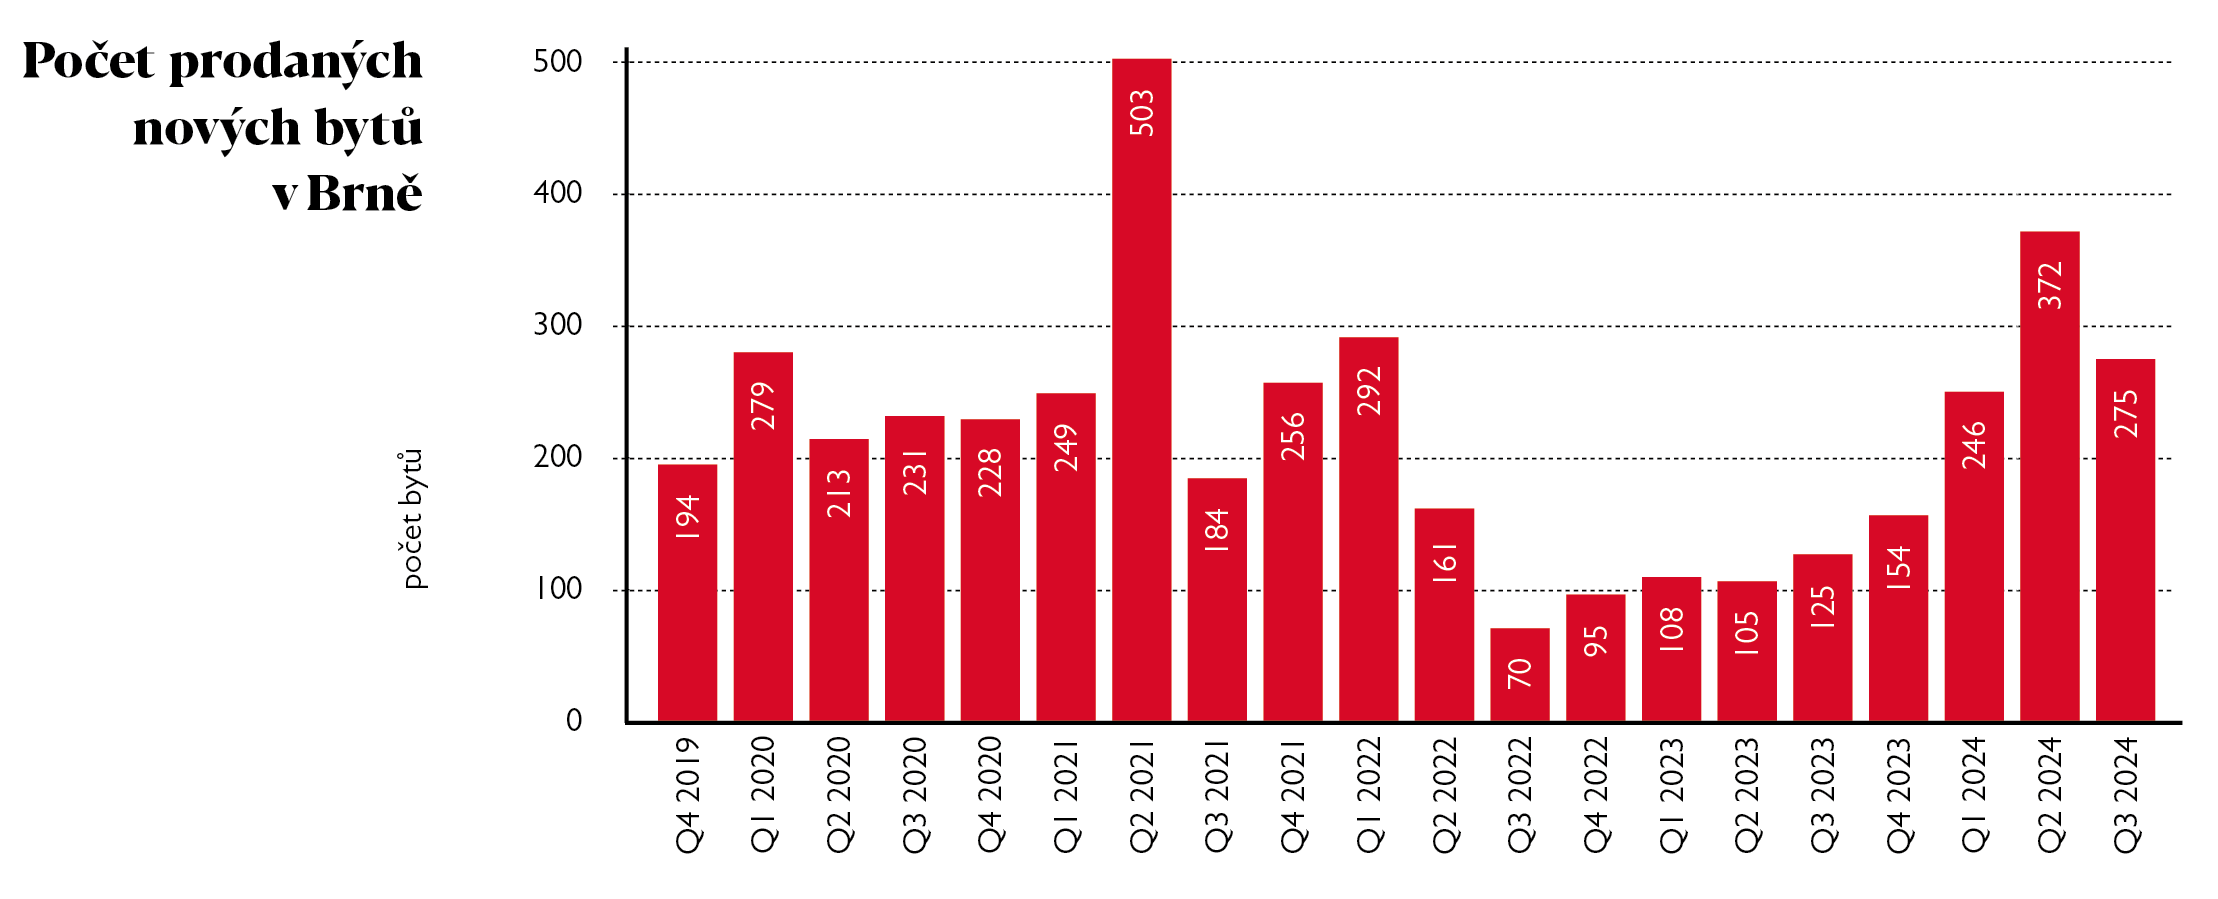 Počet prodaných
nových bytů
v Brně
počet bytů
500
400
300
200
100
0
194
279
213
231
228
249
503
184
256
292
161
70
95
108
105
125
154
246
372
275
Q4 2019
Q1 2020
Q2 2020
Q3 2020
Q4 2020
Q1 2021
Q2 2021
Q3 2021
Q4 2021
Q1 2022
Q2 2022
Q3 2022
Q4 2022
Q1 2023
Q2 2023
Q3 2023
Q4 2023
Q1 2024
Q2 2024
Q3 2024